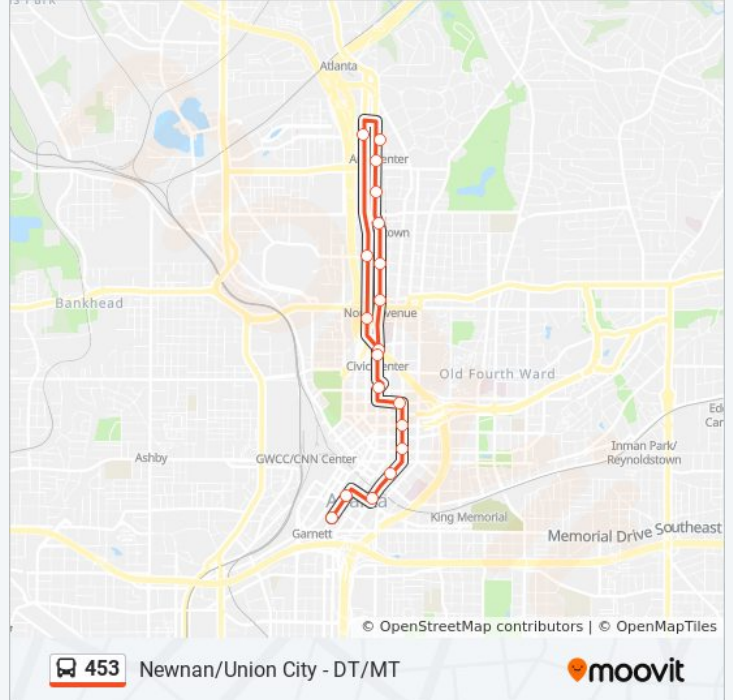 Atlanta
Arts Center
Midtown
Bankhead
North Avenue
Civic Center
Old Fourth Ward
Ashby
GWCC/CNN Center
Inman Park/
Reynoldstown
King Memorial
Garnett
Memorial Drive Southeast
© OpenStreetMap contributors | © OpenMapTiles
453 Newnan/Union City - DT/MT
moovit